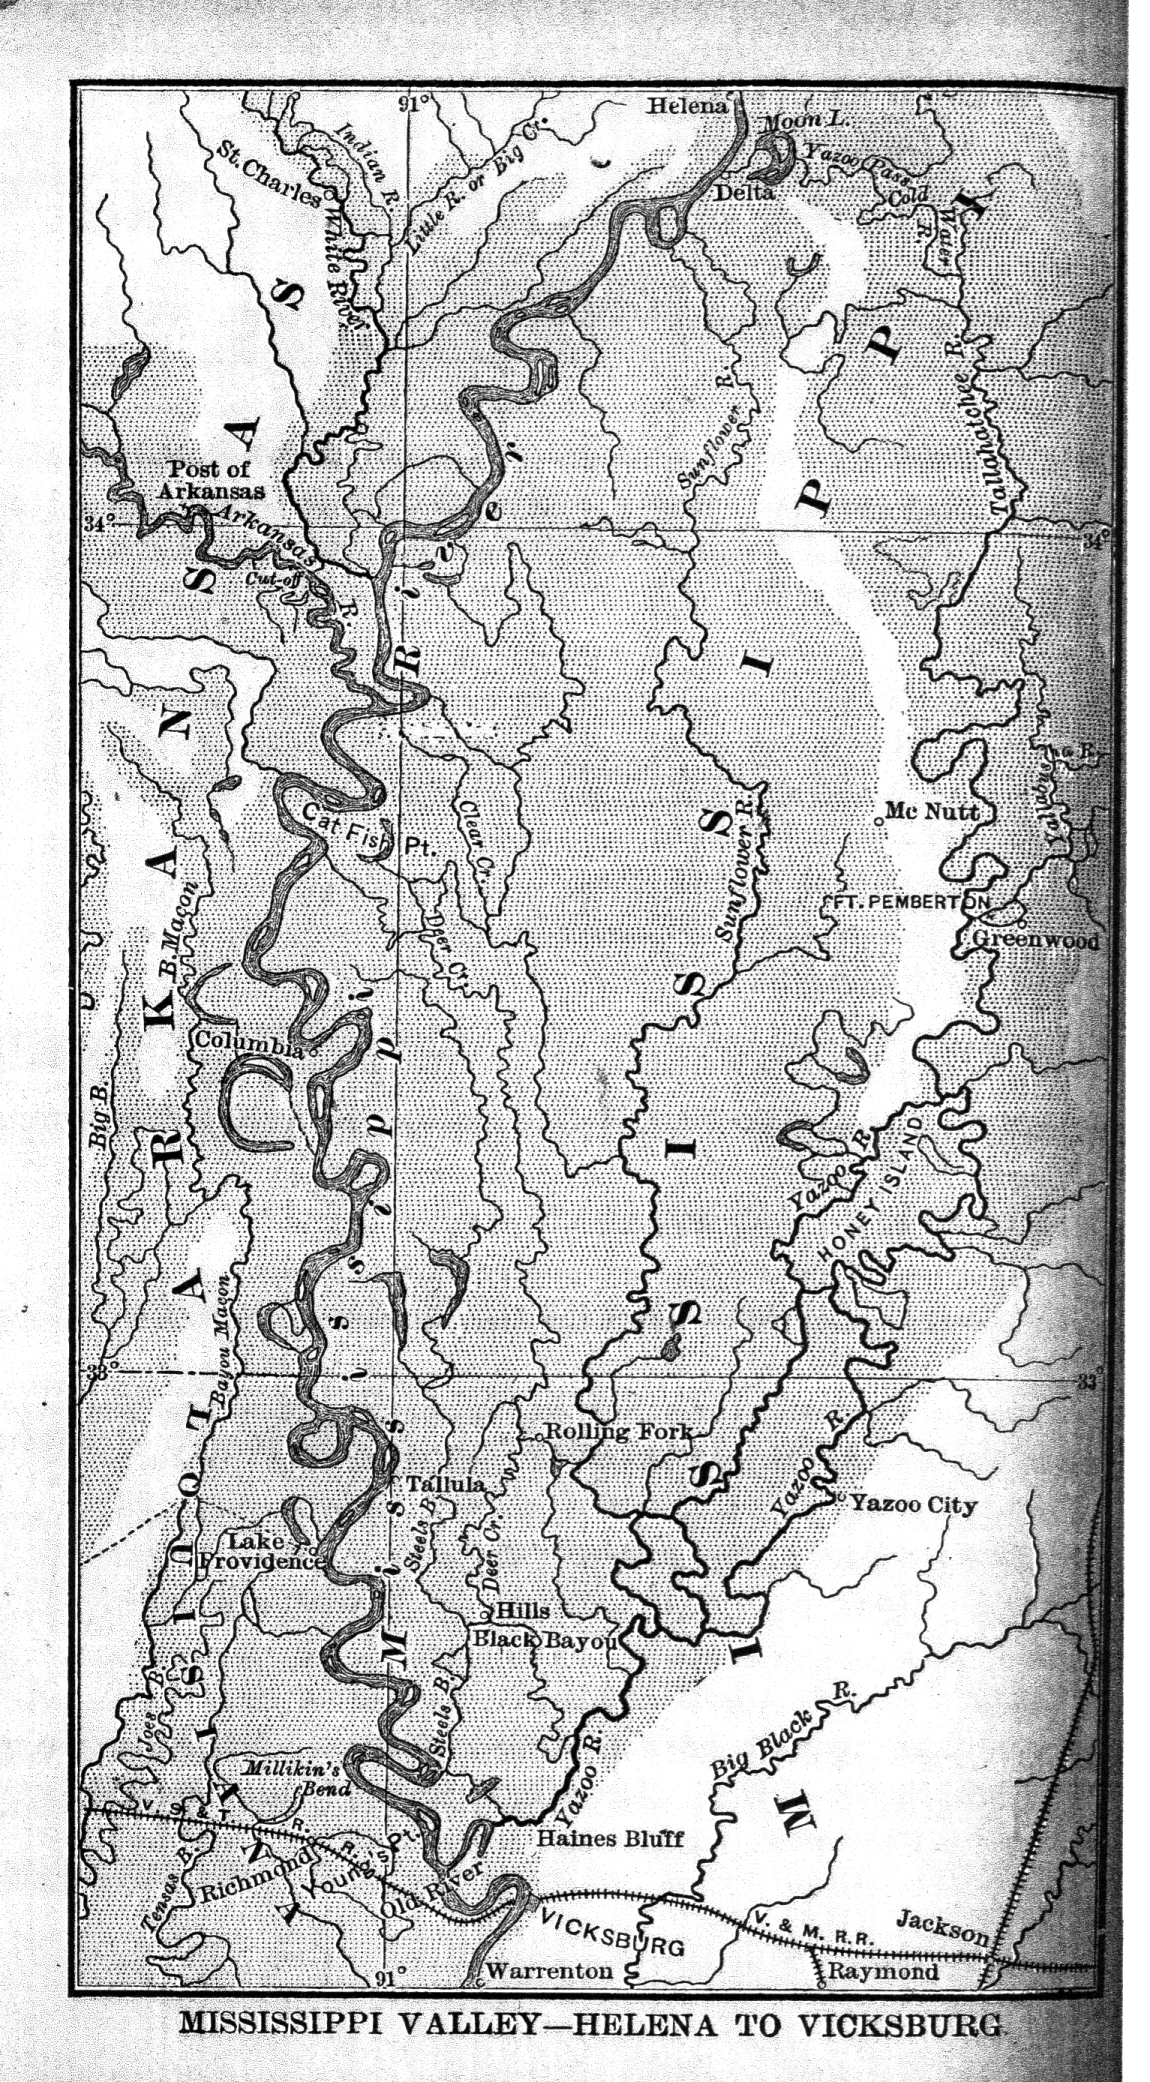 91°
Helena
Moon L.
Yazoo Pass
Cold
Water
R.
Delta
Indian R.
St. Charles
White River
Little R. or Big Cr.
Sunflower R.
Tallahatchee R.
Post of
Arkansas
34°
Arkansas
R.
Cut-off
34°
Cat Fish Pt.
Clear Cr.
Deer Cr.
Sunflower R.
Mc Nutt
Yallabusha R.
FT. PEMBERTON
Greenwood
B. Macon
Columbia
Big B.
Yazoo R.
HONEY ISLAND
Bayou Macon
33°
33
Rolling Fork
Tallula
Steels B.
Deer Cr.
Yazoo R.
Yazoo City
Lake
Providence
Hills
Black Bayou
Joes B.
Steels B.
Yazoo R.
Big Black R.
Millikin's
Bend
V. S & T. R. R.
Haines Bluff
Richmond
Young's Pt.
Old River
Tensas B.
VICKSBURG
V. & M. R.R.
Jackson
Raymond
Warrenton
91°
ARKANSAS
LOUISIANA
MISSISSIPPI
Mississippi River
MISSISSIPPI VALLEY—HELENA TO VICKSBURG